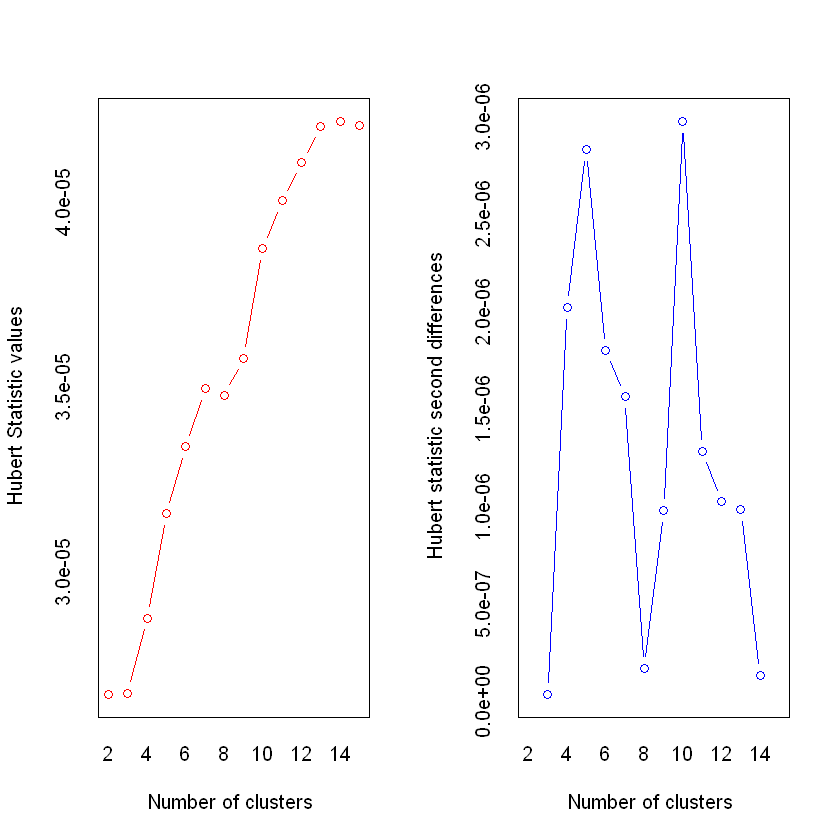 Hubert Statistic values
4.0e-05
3.5e-05
3.0e-05
2 4 6 8 10 12 14
Number of clusters
Hubert statistic second differences
3.0e-06
2.5e-06
2.0e-06
1.5e-06
1.0e-06
5.0e-07
0.0e+00
2 4 6 8 10 12 14
Number of clusters